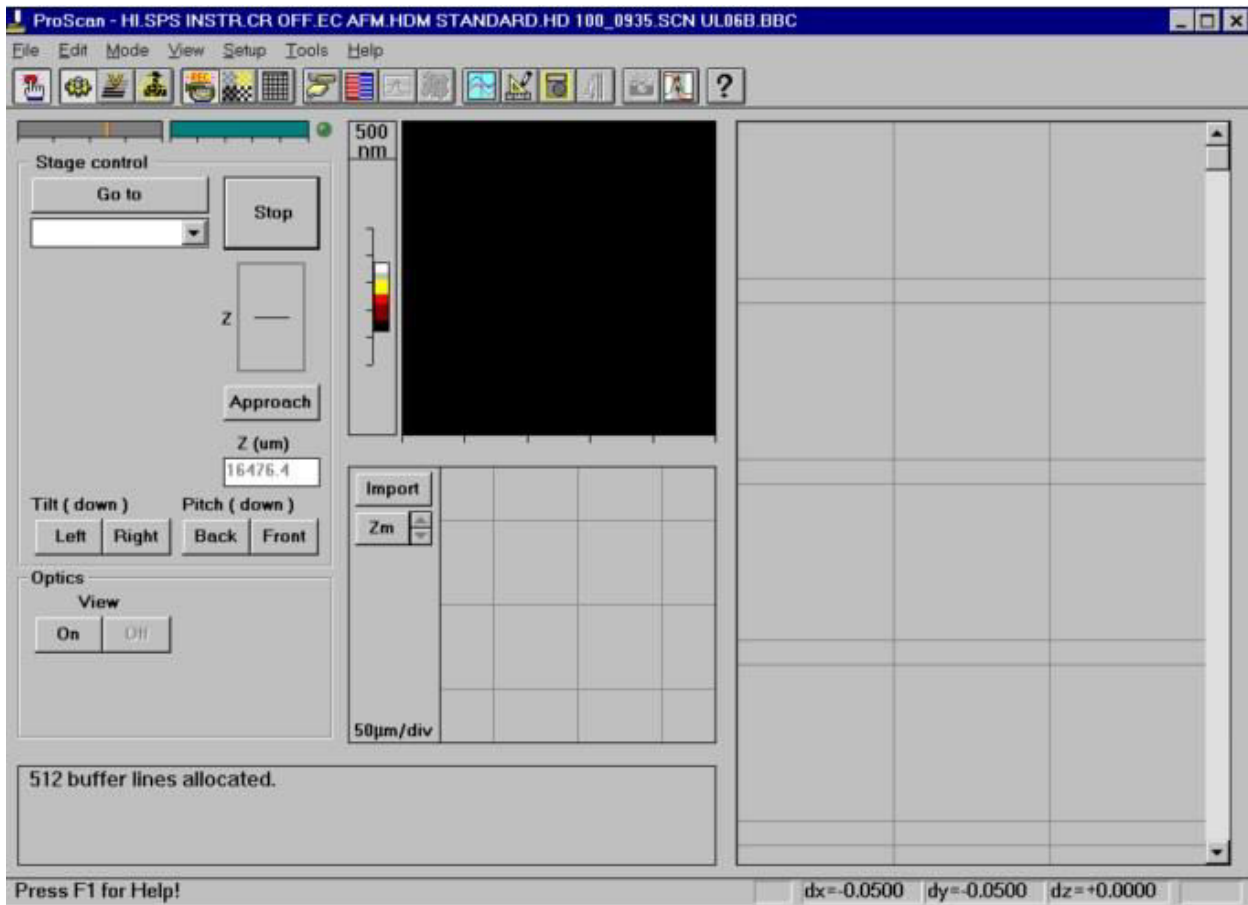 ProScan - HI.SPS INSTR.CR OFF.EC AFM.HDM STANDARD.HD 100_0935.SCN UL06B.BBC
File Edit Mode View Setup Tools Help
REC
?
500
nm
Stage control
Go to
Stop
Z
Approach
Z (um)
16476.4
Tilt ( down )
Pitch ( down )
Left Right Back Front
Import
Zm
50µm/div
Optics
View
On Off
512 buffer lines allocated.
Press F1 for Help!
dx=-0.0500 dy=-0.0500 dz=+0.0000